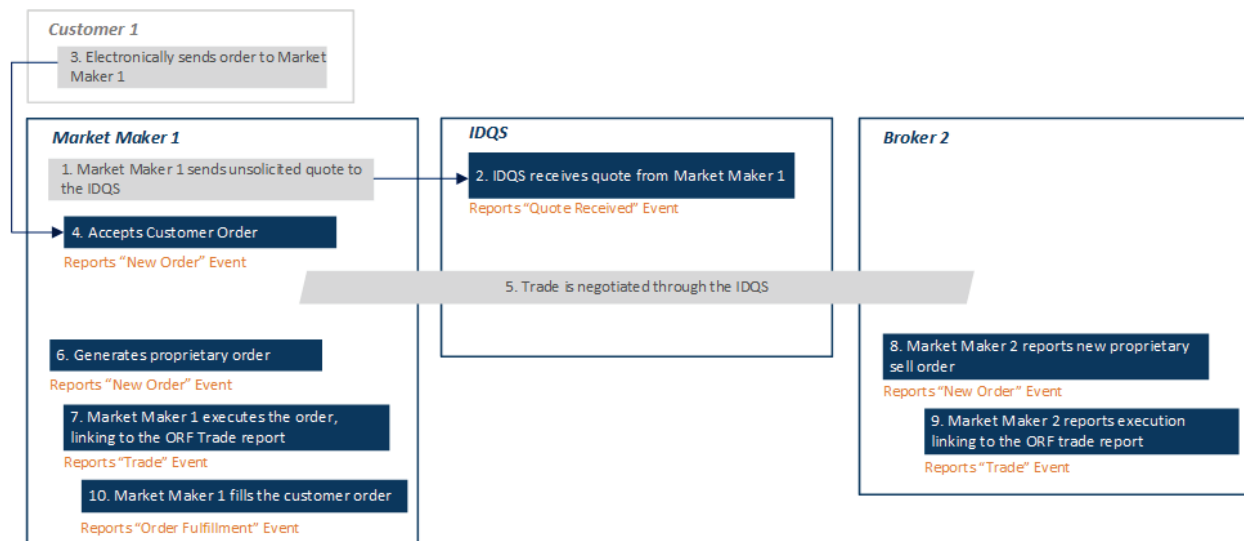 Customer 1
3. Electronically sends order to Market
Maker 1
Market Maker 1
1. Market Maker 1 sends unsolicited quote to
the IDQS
4. Accepts Customer Order
Reports “New Order” Event
IDQS
2. IDQS receives quote from Market Maker 1
Reports “Quote Received” Event
Broker 2
5. Trade is negotiated through the IDQS
6. Generates proprietary order
Reports “New Order” Event
7. Market Maker 1 executes the order,
linking to the ORF Trade report
Reports “Trade” Event
8. Market Maker 2 reports new proprietary
sell order
Reports “New Order” Event
9. Market Maker 2 reports execution
linking to the ORF trade report
Reports “Trade” Event
10. Market Maker 1 fills the customer order
Reports “Order Fulfillment” Event